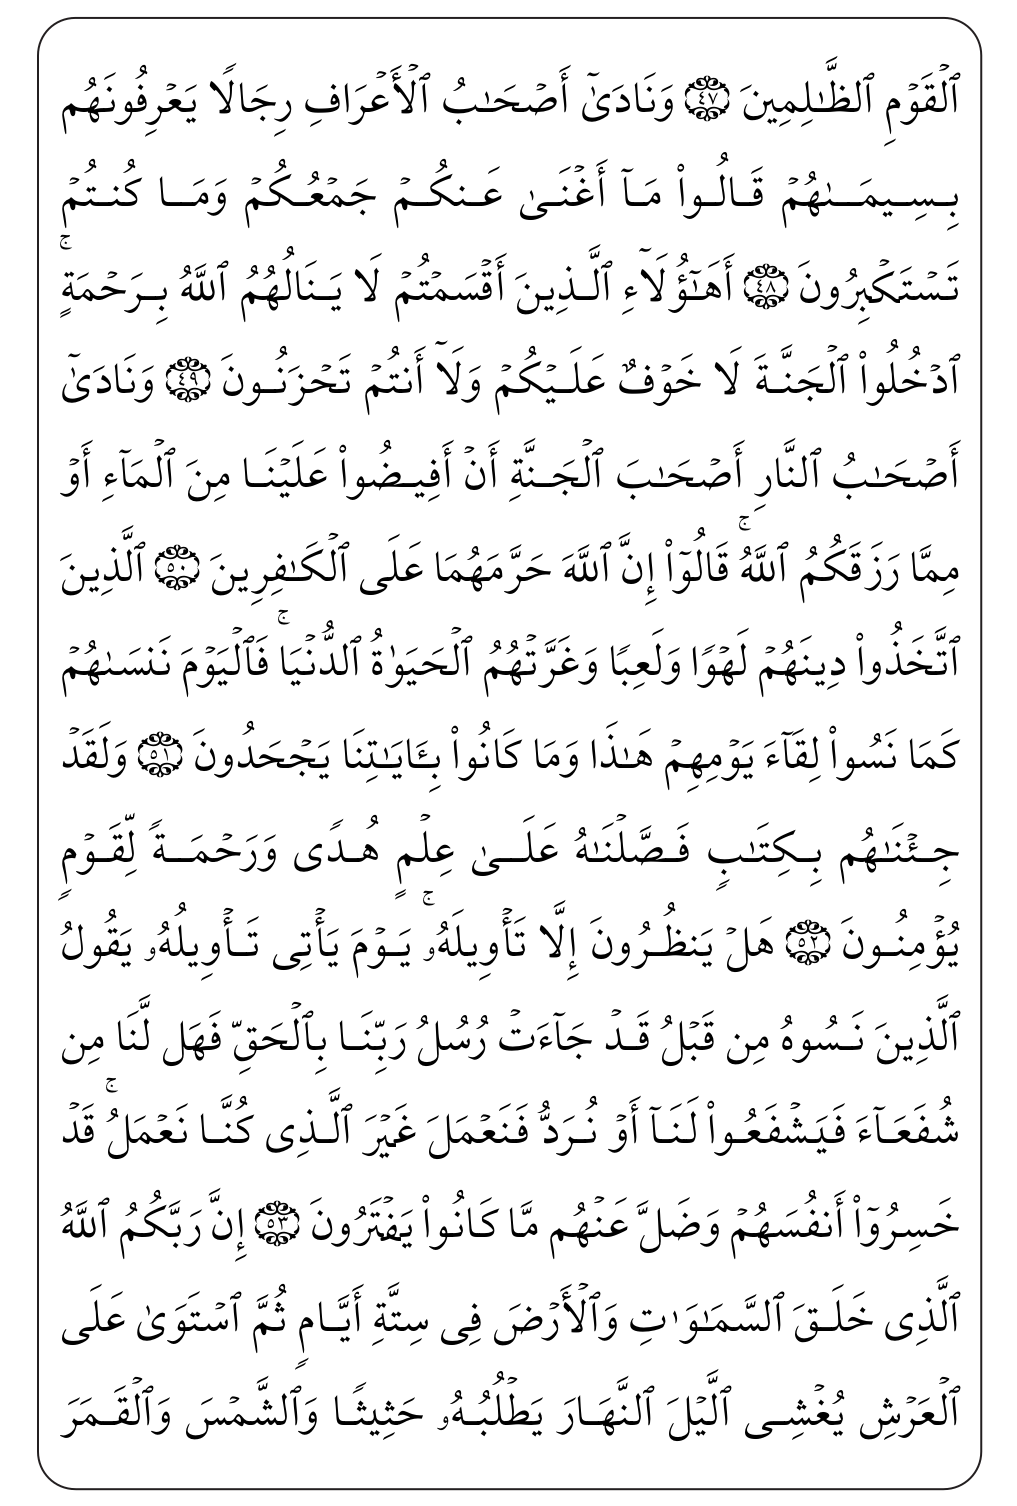 ٱلۡقَوۡمِ ٱلظَّـٰلِمِينَ ٤٧ وَنَادَىٰٓ أَصۡحَـٰبُ ٱلۡأَعۡرَافِ رِجَالًا يَعۡرِفُونَهُم
بِسِيمَـٰهُمۡ قَالُواْ مَآ أَغۡنَىٰ عَنكُمۡ جَمۡعُكُمۡ وَمَا كُنتُمۡ
تَسۡتَكۡبِرُونَ ٤٨ أَهَـٰٓؤُلَآءِ ٱلَّذِينَ أَقۡسَمۡتُمۡ لَا يَنَالُهُمُ ٱللَّهُ بِرَحۡمَةٍۚ
ٱدۡخُلُواْ ٱلۡجَنَّةَ لَا خَوۡفٌ عَلَيۡكُمۡ وَلَآ أَنتُمۡ تَحۡزَنُونَ ٤٩ وَنَادَىٰٓ
أَصۡحَـٰبُ ٱلنَّارِ أَصۡحَـٰبَ ٱلۡجَنَّةِ أَنۡ أَفِيضُواْ عَلَيۡنَا مِنَ ٱلۡمَآءِ أَوۡ
مِمَّا رَزَقَكُمُ ٱللَّهُۚ قَالُوٓاْ إِنَّ ٱللَّهَ حَرَّمَهُمَا عَلَى ٱلۡكَـٰفِرِينَ ٥٠ ٱلَّذِينَ
ٱتَّخَذُواْ دِينَهُمۡ لَهۡوٗا وَلَعِبٗا وَغَرَّتۡهُمُ ٱلۡحَيَوٰةُ ٱلدُّنۡيَاۚ فَٱلۡيَوۡمَ نَنسَىٰهُمۡ
كَمَا نَسُواْ لِقَآءَ يَوۡمِهِمۡ هَـٰذَا وَمَا كَانُواْ بِـَٔايَـٰتِنَا يَجۡحَدُونَ ٥١ وَلَقَدۡ
جِئۡنَـٰهُم بِكِتَـٰبٍ فَصَّلۡنَـٰهُ عَلَىٰ عِلۡمٍ هُدٗى وَرَحۡمَةٗ لِّقَوۡمٍ
يُؤۡمِنُونَ ٥٢ هَلۡ يَنظُرُونَ إِلَّا تَأۡوِيلَهُۥۚ يَوۡمَ يَأۡتِى تَأۡوِيلُهُۥ يَقُولُ
ٱلَّذِينَ نَسُوهُ مِن قَبۡلُ قَدۡ جَآءَتۡ رُسُلُ رَبِّنَا بِٱلۡحَقِّ فَهَل لَّنَا مِن
شُفَعَآءَ فَيَشۡفَعُواْ لَنَآ أَوۡ نُرَدُّ فَنَعۡمَلَ غَيۡرَ ٱلَّذِى كُنَّا نَعۡمَلُۚ قَدۡ
خَسِرُوٓاْ أَنفُسَهُمۡ وَضَلَّ عَنۡهُم مَّا كَانُواْ يَفۡتَرُونَ ٥٣ إِنَّ رَبَّكُمُ ٱللَّهُ
ٱلَّذِى خَلَقَ ٱلسَّمَـٰوَٰتِ وَٱلۡأَرۡضَ فِى سِتَّةِ أَيَّامٖ ثُمَّ ٱسۡتَوَىٰ عَلَى
ٱلۡعَرۡشِ يُغۡشِى ٱلَّيۡلَ ٱلنَّهَارَ يَطۡلُبُهُۥ حَثِيثٗا وَٱلشَّمۡسَ وَٱلۡقَمَرَ